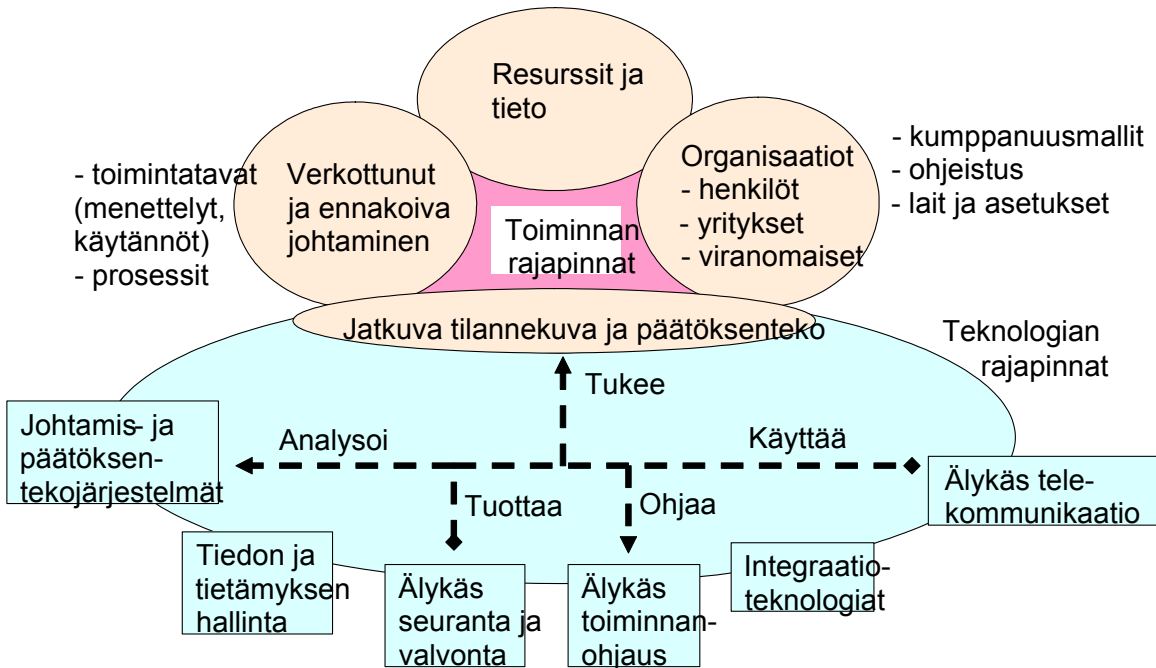 Resurssit ja
tieto
- toimintatavat
(menettelyt,
käytännöt)
- prosessit
Verkottunut
ja ennakoiva
johtaminen
Toiminnan
rajapinnat
Organisaatiot
- henkilöt
- yritykset
- viranomaiset
- kumppanuusmallit
- ohjeistus
- lait ja asetukset
Jatkuva tilannekuva ja päätöksenteko
Teknologian
rajapinnat
Tukee
Johtamis- ja
päätöksen-
tekojärjestelmät
Analysoi
Käyttää
Tuottaa
Ohjaa
Älykäs tele-
kommunikaatio
Tiedon ja
tietämyksen
hallinta
Älykäs
seuranta ja
valvonta
Älykäs
toiminnan-
ohjaus
Integraatio-
teknologiat